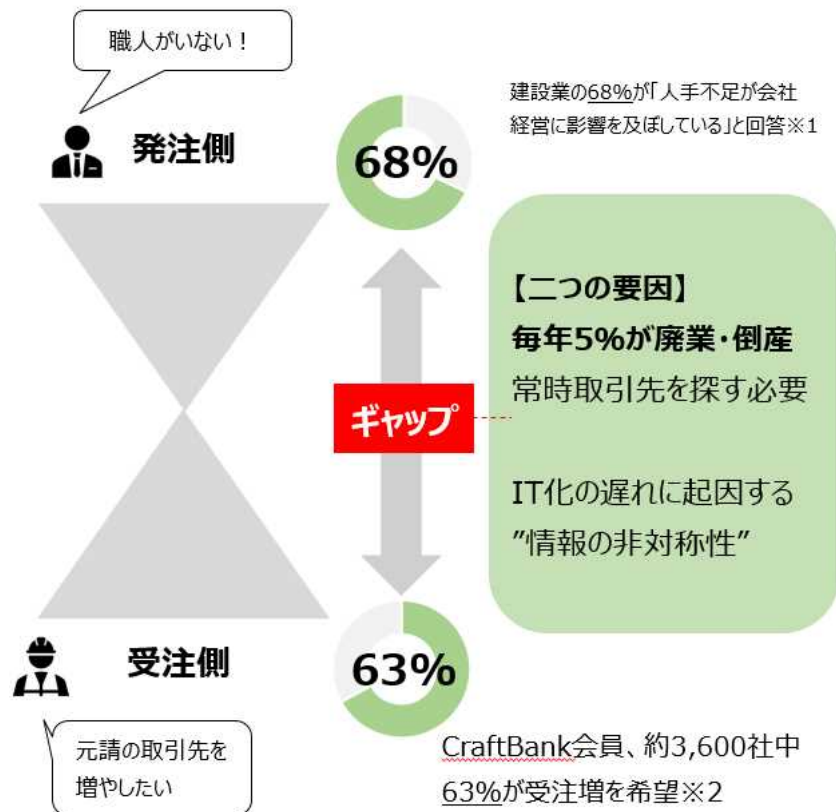 職人がいない！
発注側
68%
建設業の68%が「人手不足が会社
経営に影響を及ぼしている」と回答※1
【二つの要因】
毎年5%が廃業・倒産
常時取引先を探す必要
ギャップ
IT化の遅れに起因する
”情報の非対称性”
受注側
63%
元請の取引先を
増やしたい
CraftBank会員、約3,600社中
63%が受注増を希望※2